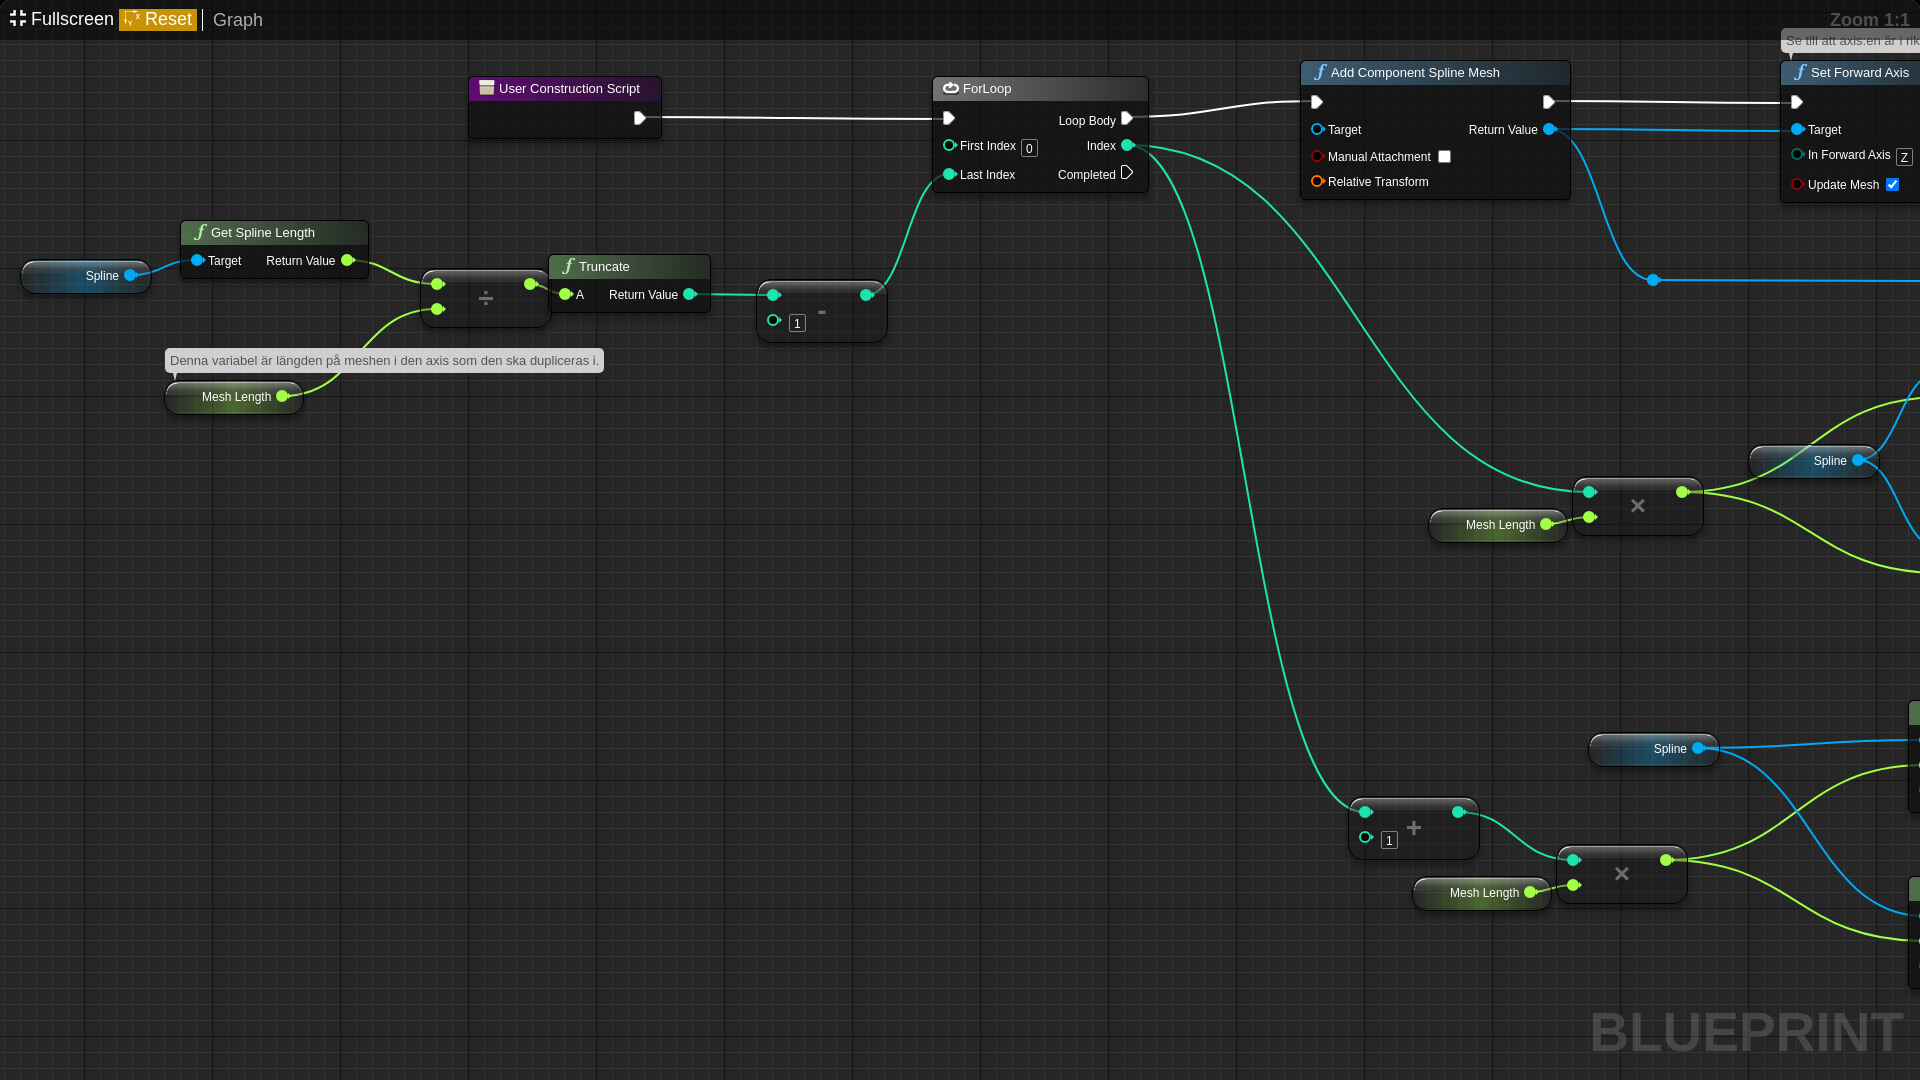 Fullscreen Reset Graph
Zoom 1:1
Se till att axis:en är i rik
User Construction Script
ForLoop
Loop Body
First Index 0 Index
Last Index Completed
Add Component Spline Mesh
Target Return Value
Manual Attachment
Relative Transform
Set Forward Axis
Target
In Forward Axis Z
Update Mesh
Spline
Get Spline Length
Target Return Value
÷
Truncate
A Return Value
1 -
Denna variabel är längden på meshen i den axis som den ska dupliceras i.
Mesh Length
Spline
Mesh Length
×
Spline
1 +
Mesh Length
×
BLUEPRINT